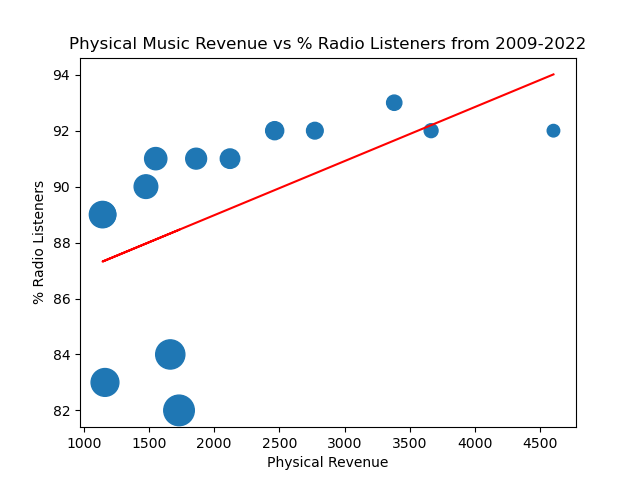 Physical Music Revenue vs % Radio Listeners from 2009-2022
94
92
90
88
86
84
82
% Radio Listeners
1000 1500 2000 2500 3000 3500 4000 4500
Physical Revenue